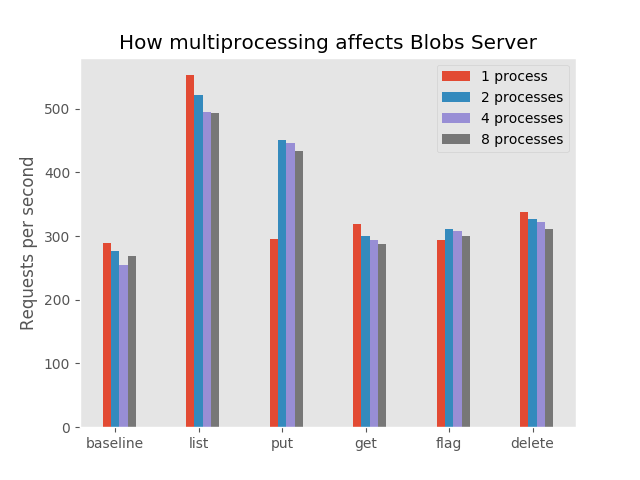 How multiprocessing affects Blobs Server
1 process
2 processes
4 processes
8 processes
Requests per second
500
400
300
200
100
0
baseline list put get flag delete